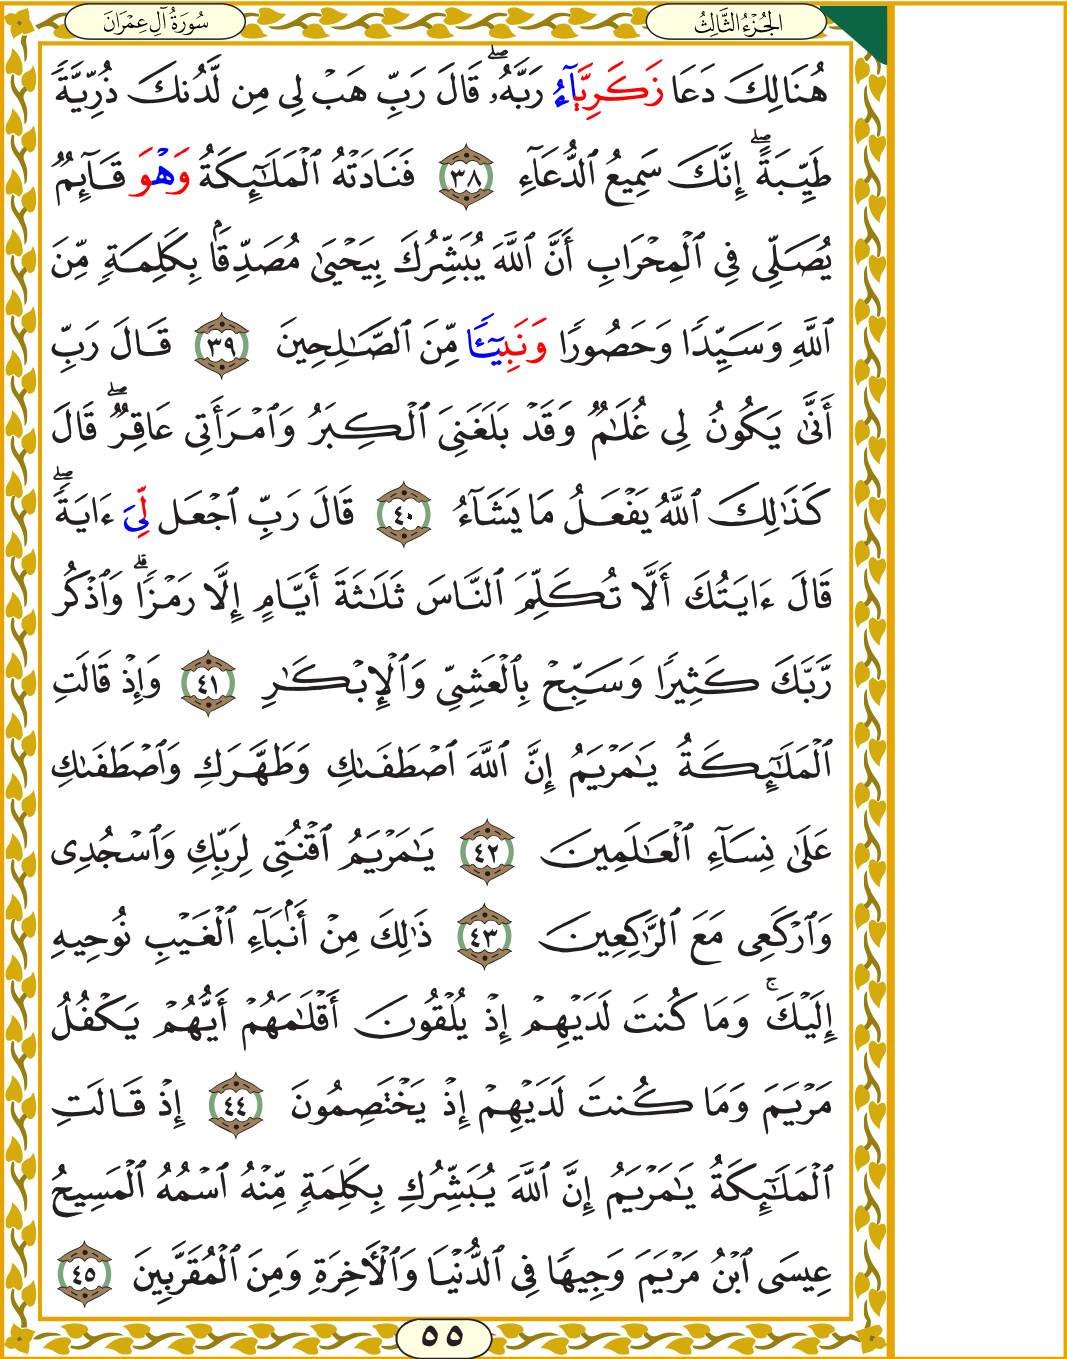 الجُزْءُ الثَّالِثُ
سُورَةُ آلِ عِمْرَانَ
هُنَالِكَ دَعَا زَكَرِيَّآءُ رَبَّهُۥۖ قَالَ رَبِّ هَبۡ لِي مِن لَّدُنكَ ذُرِّيَّةٗ
طَيِّبَةًۖ إِنَّكَ سَمِيعُ ٱلدُّعَآءِ ٣٨ فَنَادَتۡهُ ٱلۡمَلَٰٓئِكَةُ وَهۡوَ قَآئِمٞ
يُصَلِّي فِي ٱلۡمِحۡرَابِ أَنَّ ٱللَّهَ يُبَشِّرُكَ بِيَحۡيَىٰ مُصَدِّقَۢا بِكَلِمَةٖ مِّنَ
ٱللَّهِ وَسَيِّدٗا وَحَصُورٗا وَنَبِيٓـٔٗا مِّنَ ٱلصَّٰلِحِينَ ٣٩ قَالَ رَبِّ
أَنَّىٰ يَكُونُ لِي غُلَٰمٞ وَقَدۡ بَلَغَنِيَ ٱلۡكِبَرُ وَٱمۡرَأَتِي عَاقِرٞۖ قَالَ
كَذَٰلِكَ ٱللَّهُ يَفۡعَلُ مَا يَشَآءُ ٤٠ قَالَ رَبِّ ٱجۡعَل لِّيَ ءَايَةٗۖ
قَالَ ءَايَتُكَ أَلَّا تُكَلِّمَ ٱلنَّاسَ ثَلَٰثَةَ أَيَّامٍ إِلَّا رَمۡزٗاۗ وَٱذۡكُر
رَّبَّكَ كَثِيرٗا وَسَبِّحۡ بِٱلۡعَشِيِّ وَٱلۡإِبۡكَٰرِ ٤١ وَإِذۡ قَالَتِ
ٱلۡمَلَٰٓئِكَةُ يَٰمَرۡيَمُ إِنَّ ٱللَّهَ ٱصۡطَفَىٰكِ وَطَهَّرَكِ وَٱصۡطَفَىٰكِ
عَلَىٰ نِسَآءِ ٱلۡعَٰلَمِينَ ٤٢ يَٰمَرۡيَمُ ٱقۡنُتِي لِرَبِّكِ وَٱسۡجُدِي
وَٱرۡكَعِي مَعَ ٱلرَّٰكِعِينَ ٤٣ ذَٰلِكَ مِنۡ أَنۢبَآءِ ٱلۡغَيۡبِ نُوحِيهِ
إِلَيۡكَۚ وَمَا كُنتَ لَدَيۡهِمۡ إِذۡ يُلۡقُونَ أَقۡلَٰمَهُمۡ أَيُّهُمۡ يَكۡفُلُ
مَرۡيَمَ وَمَا كُنتَ لَدَيۡهِمۡ إِذۡ يَخۡتَصِمُونَ ٤٤ إِذۡ قَالَتِ
ٱلۡمَلَٰٓئِكَةُ يَٰمَرۡيَمُ إِنَّ ٱللَّهَ يُبَشِّرُكِ بِكَلِمَةٖ مِّنۡهُ ٱسۡمُهُ ٱلۡمَسِيحُ
عِيسَى ٱبۡنُ مَرۡيَمَ وَجِيهٗا فِي ٱلدُّنۡيَا وَٱلۡأٓخِرَةِ وَمِنَ ٱلۡمُقَرَّبِينَ ٤٥
٥٥